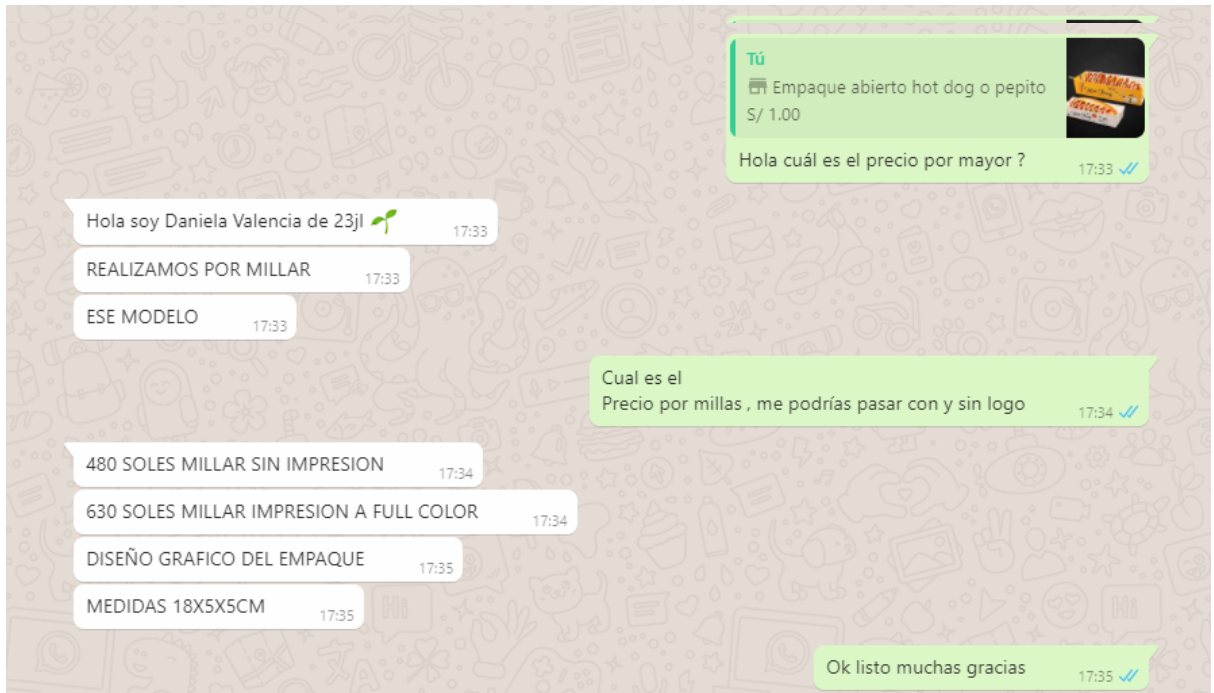 Tú
Empaque abierto hot dog o pepito
S/ 1.00
Hola cuál es el precio por mayor ?
17:33
Hola soy Daniela Valencia de 23jl
17:33
REALIZAMOS POR MILLAR
17:33
ESE MODELO
17:33
Cual es el
Precio por millas , me podrías pasar con y sin logo
17:34
480 SOLES MILLAR SIN IMPRESION
17:34
630 SOLES MILLAR IMPRESION A FULL COLOR
17:34
DISEÑO GRAFICO DEL EMPAQUE
17:35
MEDIDAS 18X5X5CM
17:35
Ok listo muchas gracias
17:35